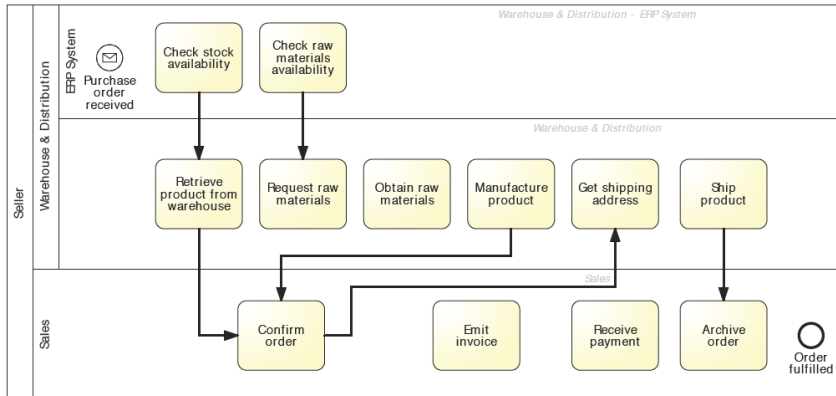 Warehouse & Distribution - ERP System
Seller
Warehouse & Distribution
ERP System
Purchase
order
received
Check stock
availability
Check raw
materials
availability
Warehouse & Distribution
Retrieve
product from
warehouse
Request raw
materials
Obtain raw
materials
Manufacture
product
Get shipping
address
Ship
product
Sales
Sales
Confirm
order
Emit
invoice
Receive
payment
Archive
order
Order
fulfilled